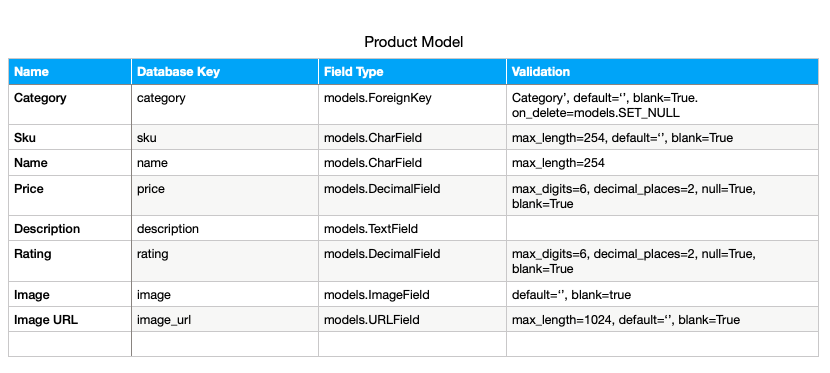 Product Model
Name Database Key Field Type Validation
Category category models.ForeignKey Category’, default=‘’, blank=True.
on_delete=models.SET_NULL
Sku sku models.CharField max_length=254, default=‘’, blank=True
Name name models.CharField max_length=254
Price price models.DecimalField max_digits=6, decimal_places=2, null=True,
blank=True
Description description models.TextField
Rating rating models.DecimalField max_digits=6, decimal_places=2, null=True,
blank=True
Image image models.ImageField default=‘’, blank=true
Image URL image_url models.URLField max_length=1024, default=‘’, blank=True